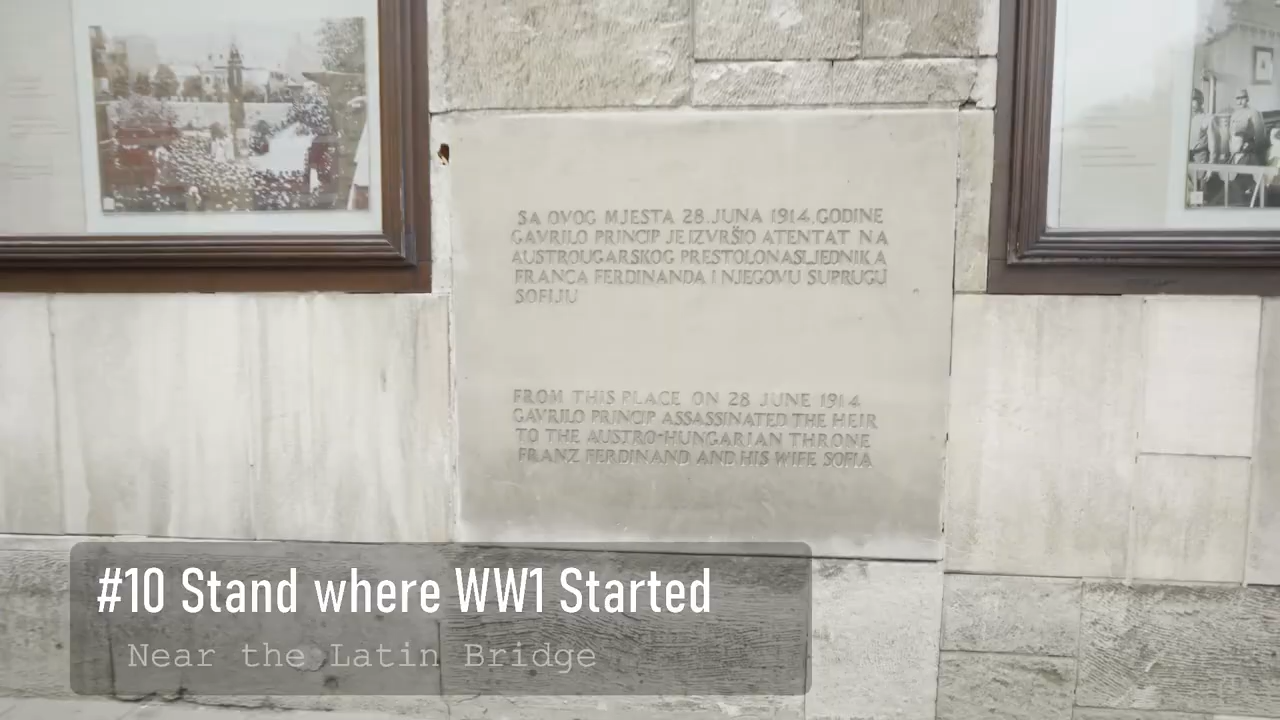 SA OVOG MJESTA 28. JUNA 1914. GODINE
GAVRILO PRINCIP JE IZVRŠIO ATENTAT NA
AUSTROUGARSKOG PRESTOLONASLJEDNIKA
FRANCA FERDINANDA I NJEGOVU SUPRUGU
SOFIJU
FROM THIS PLACE ON 28 JUNE 1914
GAVRILO PRINCIP ASSASSINATED THE HEIR
TO THE AUSTRO-HUNGARIAN THRONE
FRANZ FERDINAND AND HIS WIFE SOFIA
#10 Stand where WW1 Started
Near the Latin Bridge